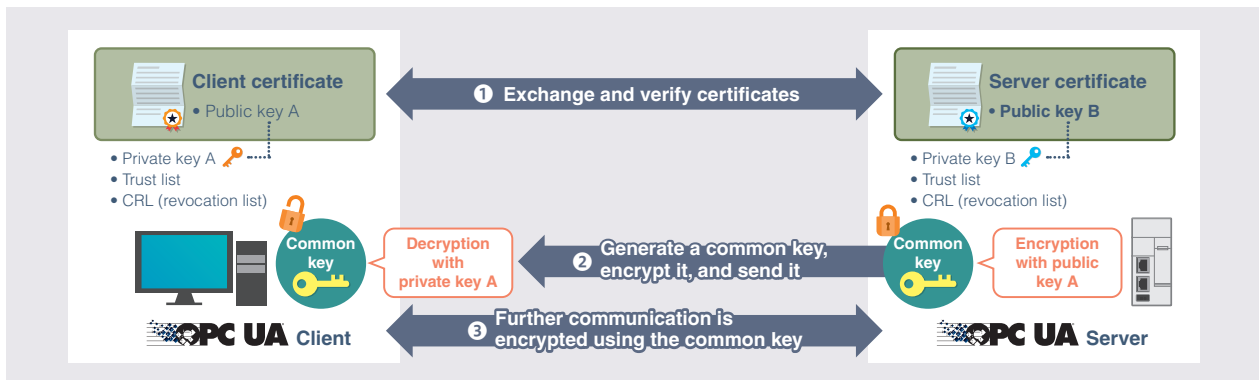 Client certificate
• Public key A
• Private key A
• Trust list
• CRL (revocation list)
❶ Exchange and verify certificates
Server certificate
• Public key B
• Private key B
• Trust list
• CRL (revocation list)
Common
key
Decryption
with
private key A
❷ Generate a common key,
encrypt it, and send it
Common
key
Encryption
with public
key A
OPC UA Client
❸ Further communication is
encrypted using the common key
OPC UA Server